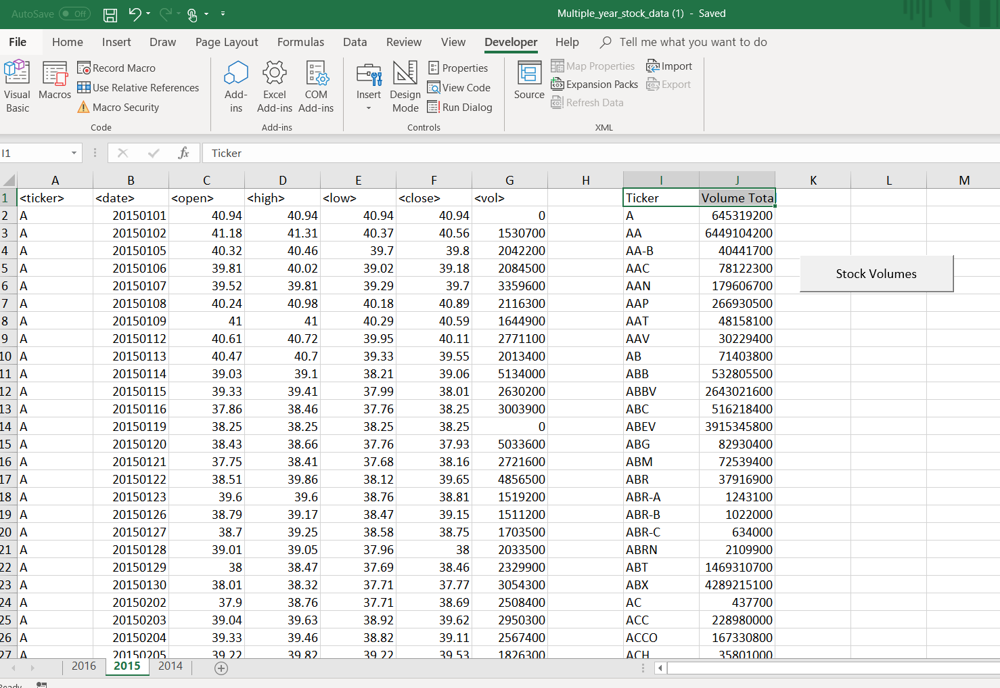 AutoSave Off Multiple_year_stock_data (1) - Saved
File Home Insert Draw Page Layout Formulas Data Review View Developer Help Tell me what you want to do
Visual Basic
Macros
Record Macro
Use Relative References
Macro Security
Code
Add-ins
Excel Add-ins
COM Add-ins
Add-ins
Insert
Design Mode
Properties
View Code
Run Dialog
Controls
Source
Map Properties
Expansion Packs
Refresh Data
Import
Export
XML
I1 fx Ticker
A B C D E F G H I J K L M
1 <ticker> <date> <open> <high> <low> <close> <vol> Ticker Volume Tota
2 A 20150101 40.94 40.94 40.94 40.94 0 A 645319200
3 A 20150102 41.18 41.31 40.37 40.56 1530700 AA 6449104200
4 A 20150105 40.32 40.46 39.7 39.8 2042200 AA-B 40441700
5 A 20150106 39.81 40.02 39.02 39.18 2084500 AAC 78122300
6 A 20150107 39.52 39.81 39.29 39.7 3359600 AAN 179606700
Stock Volumes
7 A 20150108 40.24 40.98 40.18 40.89 2116300 AAP 266930500
8 A 20150109 41 41 40.29 40.59 1644900 AAT 48158100
9 A 20150112 40.61 40.72 39.95 40.11 2771100 AAV 30229400
10 A 20150113 40.47 40.7 39.33 39.55 2013400 AB 71403800
11 A 20150114 39.03 39.1 38.21 39.06 5134000 ABB 532805500
12 A 20150115 39.33 39.41 37.99 38.01 2630200 ABBV 2643021600
13 A 20150116 37.86 38.46 37.76 38.25 3003900 ABC 516218400
14 A 20150119 38.25 38.25 38.25 38.25 0 ABEV 3915345800
15 A 20150120 38.43 38.66 37.76 37.93 5033600 ABG 82930400
16 A 20150121 37.75 38.41 37.68 38.16 2721600 ABM 72539400
17 A 20150122 38.51 39.86 38.12 39.65 4856500 ABR 37916900
18 A 20150123 39.6 39.6 38.76 38.81 1519200 ABR-A 1243100
19 A 20150126 38.79 39.17 38.47 39.15 1511200 ABR-B 1022000
20 A 20150127 38.7 39.25 38.58 38.75 1703500 ABR-C 634000
21 A 20150128 39.01 39.05 37.96 38 2033500 ABRN 2109900
22 A 20150129 38 38.47 37.69 38.46 2329900 ABT 1469310700
23 A 20150130 38.01 38.32 37.71 37.77 3054300 ABX 4289215100
24 A 20150202 37.9 38.76 37.71 38.69 2508400 AC 437700
25 A 20150203 39.04 39.63 38.92 39.62 2950300 ACC 228980000
26 A 20150204 39.33 39.46 38.82 39.11 2567400 ACCO 167330800
27 A 20150205 39.22 39.82 39.22 39.53 1826300 ACH 35801000
2016 2015 2014
Ready